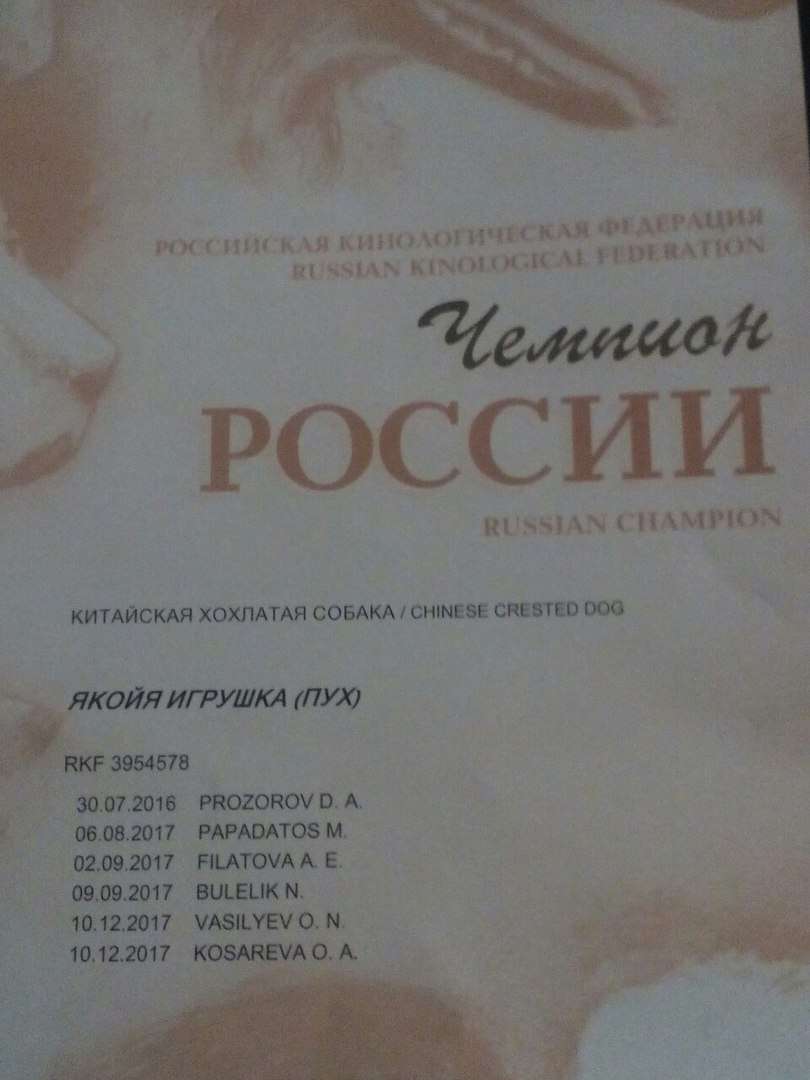 РОССИЙСКАЯ КИНОЛОГИЧЕСКАЯ ФЕДЕРАЦИЯ
RUSSIAN KINOLOGICAL FEDERATION
Чемпион
РОССИИ
RUSSIAN CHAMPION
КИТАЙСКАЯ ХОХЛАТАЯ СОБАКА / CHINESE CRESTED DOG
ЯКОЙЯ ИГРУШКА (ПУХ)
RKF 3954578
30.07.2016 PROZOROV D. A.
06.08.2017 PAPADATOS M.
02.09.2017 FILATOVA A. E.
09.09.2017 BULELIK N.
10.12.2017 VASILYEV O. N.
10.12.2017 KOSAREVA O. A.